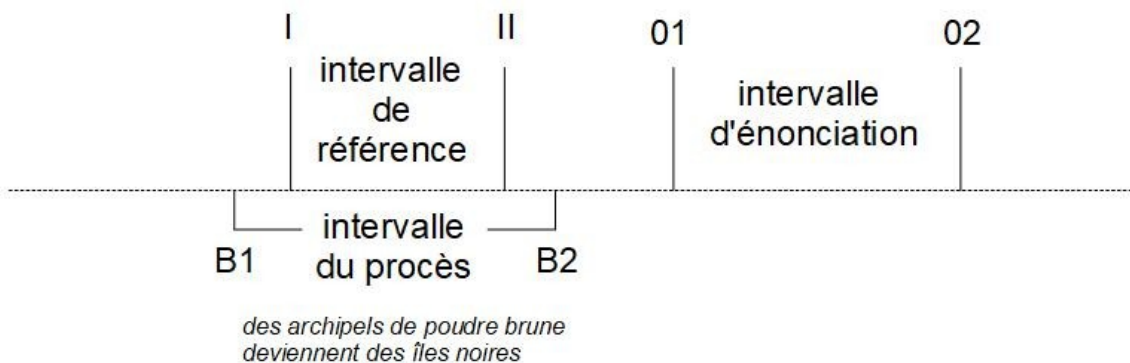 I
II
01
02
intervalle
de
référence
intervalle
d'énonciation
intervalle
du procès
B1
B2
des archipels de poudre brune
deviennent des îles noires